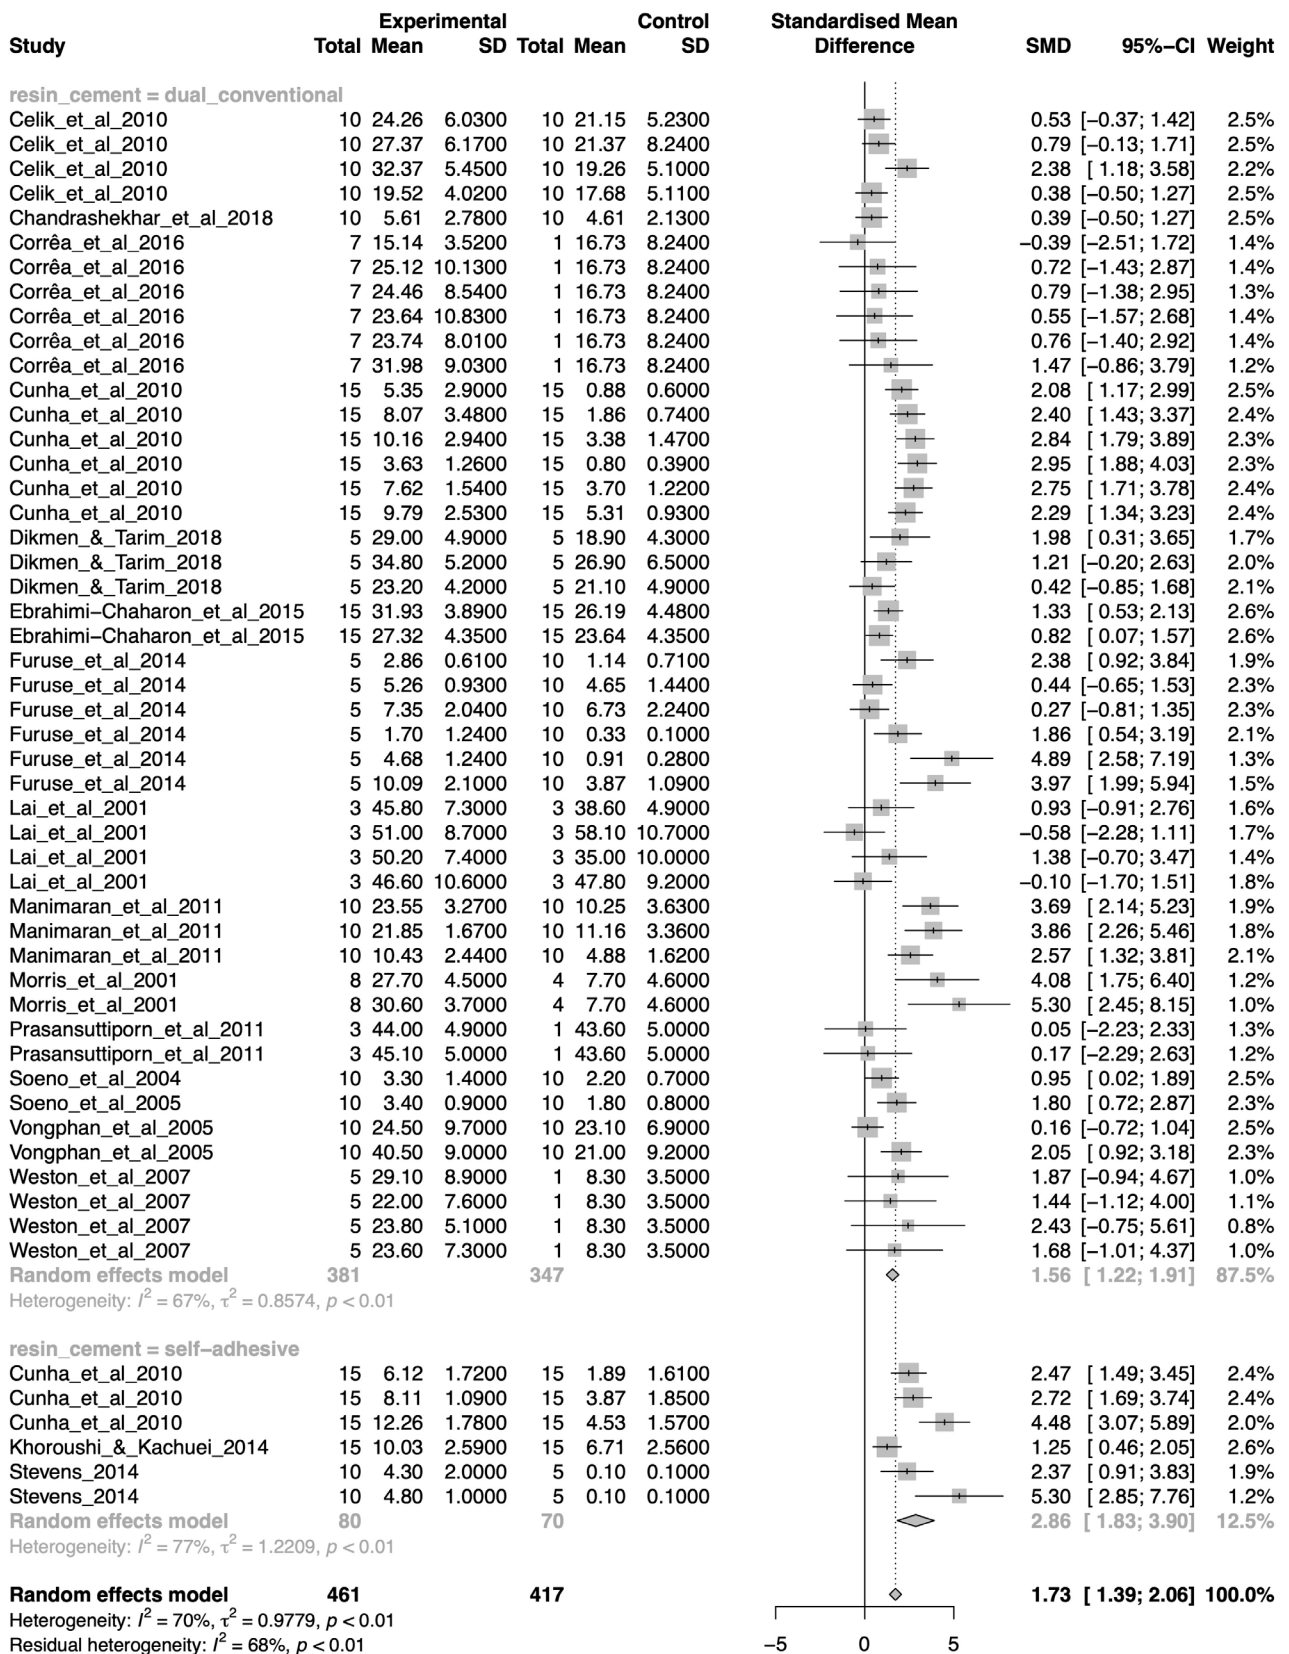 Experimental Control Standardised Mean
Study Total Mean SD Total Mean SD Difference SMD 95%−CI Weight
resin_cement = dual_conventional
Celik_et_al_2010 10 24.26 6.0300 10 21.15 5.2300 0.53 [−0.37; 1.42] 2.5%
Celik_et_al_2010 10 27.37 6.1700 10 21.37 8.2400 0.79 [−0.13; 1.71] 2.5%
Celik_et_al_2010 10 32.37 5.4500 10 19.26 5.1000 2.38 [ 1.18; 3.58] 2.2%
Celik_et_al_2010 10 19.52 4.0200 10 17.68 5.1100 0.38 [−0.50; 1.27] 2.5%
Chandrashekhar_et_al_2018 10 5.61 2.7800 10 4.61 2.1300 0.39 [−0.50; 1.27] 2.5%
Corrêa_et_al_2016 7 15.14 3.5200 1 16.73 8.2400 −0.39 [−2.51; 1.72] 1.4%
Corrêa_et_al_2016 7 25.12 10.1300 1 16.73 8.2400 0.72 [−1.43; 2.87] 1.4%
Corrêa_et_al_2016 7 24.46 8.5400 1 16.73 8.2400 0.79 [−1.38; 2.95] 1.3%
Corrêa_et_al_2016 7 23.64 10.8300 1 16.73 8.2400 0.55 [−1.57; 2.68] 1.4%
Corrêa_et_al_2016 7 23.74 8.0100 1 16.73 8.2400 0.76 [−1.40; 2.92] 1.4%
Corrêa_et_al_2016 7 31.98 9.0300 1 16.73 8.2400 1.47 [−0.86; 3.79] 1.2%
Cunha_et_al_2010 15 5.35 2.9000 15 0.88 0.6000 2.08 [ 1.17; 2.99] 2.5%
Cunha_et_al_2010 15 8.07 3.4800 15 1.86 0.7400 2.40 [ 1.43; 3.37] 2.4%
Cunha_et_al_2010 15 10.16 2.9400 15 3.38 1.4700 2.84 [ 1.79; 3.89] 2.3%
Cunha_et_al_2010 15 3.63 1.2600 15 0.80 0.3900 2.95 [ 1.88; 4.03] 2.3%
Cunha_et_al_2010 15 7.62 1.5400 15 3.70 1.2200 2.75 [ 1.71; 3.78] 2.4%
Cunha_et_al_2010 15 9.79 2.5300 15 5.31 0.9300 2.29 [ 1.34; 3.23] 2.4%
Dikmen_&_Tarim_2018 5 29.00 4.9000 5 18.90 4.3000 1.98 [ 0.31; 3.65] 1.7%
Dikmen_&_Tarim_2018 5 34.80 5.2000 5 26.90 6.5000 1.21 [−0.20; 2.63] 2.0%
Dikmen_&_Tarim_2018 5 23.20 4.2000 5 21.10 4.9000 0.42 [−0.85; 1.68] 2.1%
Ebrahimi−Chaharon_et_al_2015 15 31.93 3.8900 15 26.19 4.4800 1.33 [ 0.53; 2.13] 2.6%
Ebrahimi−Chaharon_et_al_2015 15 27.32 4.3500 15 23.64 4.3500 0.82 [ 0.07; 1.57] 2.6%
Furuse_et_al_2014 5 2.86 0.6100 10 1.14 0.7100 2.38 [ 0.92; 3.84] 1.9%
Furuse_et_al_2014 5 5.26 0.9300 10 4.65 1.4400 0.44 [−0.65; 1.53] 2.3%
Furuse_et_al_2014 5 7.35 2.0400 10 6.73 2.2400 0.27 [−0.81; 1.35] 2.3%
Furuse_et_al_2014 5 1.70 1.2400 10 0.33 0.1000 1.86 [ 0.54; 3.19] 2.1%
Furuse_et_al_2014 5 4.68 1.2400 10 0.91 0.2800 4.89 [ 2.58; 7.19] 1.3%
Furuse_et_al_2014 5 10.09 2.1000 10 3.87 1.0900 3.97 [ 1.99; 5.94] 1.5%
Lai_et_al_2001 3 45.80 7.3000 3 38.60 4.9000 0.93 [−0.91; 2.76] 1.6%
Lai_et_al_2001 3 51.00 8.7000 3 58.10 10.7000 −0.58 [−2.28; 1.11] 1.7%
Lai_et_al_2001 3 50.20 7.4000 3 35.00 10.0000 1.38 [−0.70; 3.47] 1.4%
Lai_et_al_2001 3 46.60 10.6000 3 47.80 9.2000 −0.10 [−1.70; 1.51] 1.8%
Manimaran_et_al_2011 10 23.55 3.2700 10 10.25 3.6300 3.69 [ 2.14; 5.23] 1.9%
Manimaran_et_al_2011 10 21.85 1.6700 10 11.16 3.3600 3.86 [ 2.26; 5.46] 1.8%
Manimaran_et_al_2011 10 10.43 2.4400 10 4.88 1.6200 2.57 [ 1.32; 3.81] 2.1%
Morris_et_al_2001 8 27.70 4.5000 4 7.70 4.6000 4.08 [ 1.75; 6.40] 1.2%
Morris_et_al_2001 8 30.60 3.7000 4 7.70 4.6000 5.30 [ 2.45; 8.15] 1.0%
Prasansuttiporn_et_al_2011 3 44.00 4.9000 1 43.60 5.0000 0.05 [−2.23; 2.33] 1.3%
Prasansuttiporn_et_al_2011 3 45.10 5.0000 1 43.60 5.0000 0.17 [−2.29; 2.63] 1.2%
Soeno_et_al_2004 10 3.30 1.4000 10 2.20 0.7000 0.95 [ 0.02; 1.89] 2.5%
Soeno_et_al_2005 10 3.40 0.9000 10 1.80 0.8000 1.80 [ 0.72; 2.87] 2.3%
Vongphan_et_al_2005 10 24.50 9.7000 10 23.10 6.9000 0.16 [−0.72; 1.04] 2.5%
Vongphan_et_al_2005 10 40.50 9.0000 10 21.00 9.2000 2.05 [ 0.92; 3.18] 2.3%
Weston_et_al_2007 5 29.10 8.9000 1 8.30 3.5000 1.87 [−0.94; 4.67] 1.0%
Weston_et_al_2007 5 22.00 7.6000 1 8.30 3.5000 1.44 [−1.12; 4.00] 1.1%
Weston_et_al_2007 5 23.80 5.1000 1 8.30 3.5000 2.43 [−0.75; 5.61] 0.8%
Weston_et_al_2007 5 23.60 7.3000 1 8.30 3.5000 1.68 [−1.01; 4.37] 1.0%
Random effects model 381 347 1.56 [ 1.22; 1.91] 87.5%
Heterogeneity: I² = 67%, τ² = 0.8574, p < 0.01
resin_cement = self−adhesive
Cunha_et_al_2010 15 6.12 1.7200 15 1.89 1.6100 2.47 [ 1.49; 3.45] 2.4%
Cunha_et_al_2010 15 8.11 1.0900 15 3.87 1.8500 2.72 [ 1.69; 3.74] 2.4%
Cunha_et_al_2010 15 12.26 1.7800 15 4.53 1.5700 4.48 [ 3.07; 5.89] 2.0%
Khoroushi_&_Kachuei_2014 15 10.03 2.5900 15 6.71 2.5600 1.25 [ 0.46; 2.05] 2.6%
Stevens_2014 10 4.30 2.0000 5 0.10 0.1000 2.37 [ 0.91; 3.83] 1.9%
Stevens_2014 10 4.80 1.0000 5 0.10 0.1000 5.30 [ 2.85; 7.76] 1.2%
Random effects model 80 70 2.86 [ 1.83; 3.90] 12.5%
Heterogeneity: I² = 77%, τ² = 1.2209, p < 0.01
Random effects model 461 417 1.73 [ 1.39; 2.06] 100.0%
Heterogeneity: I² = 70%, τ² = 0.9779, p < 0.01
Residual heterogeneity: I² = 68%, p < 0.01 −5 0 5